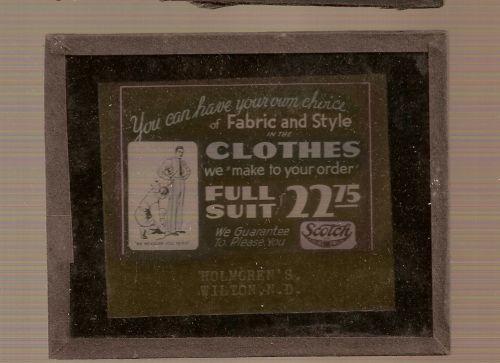 You can have your own choice
of Fabric and Style
IN THE
CLOTHES
we "make to your order"
FULL
SUIT
22.75
We Guarantee
To Please You
Scotch
HOLMGREN'S,
WILTON, N.D.